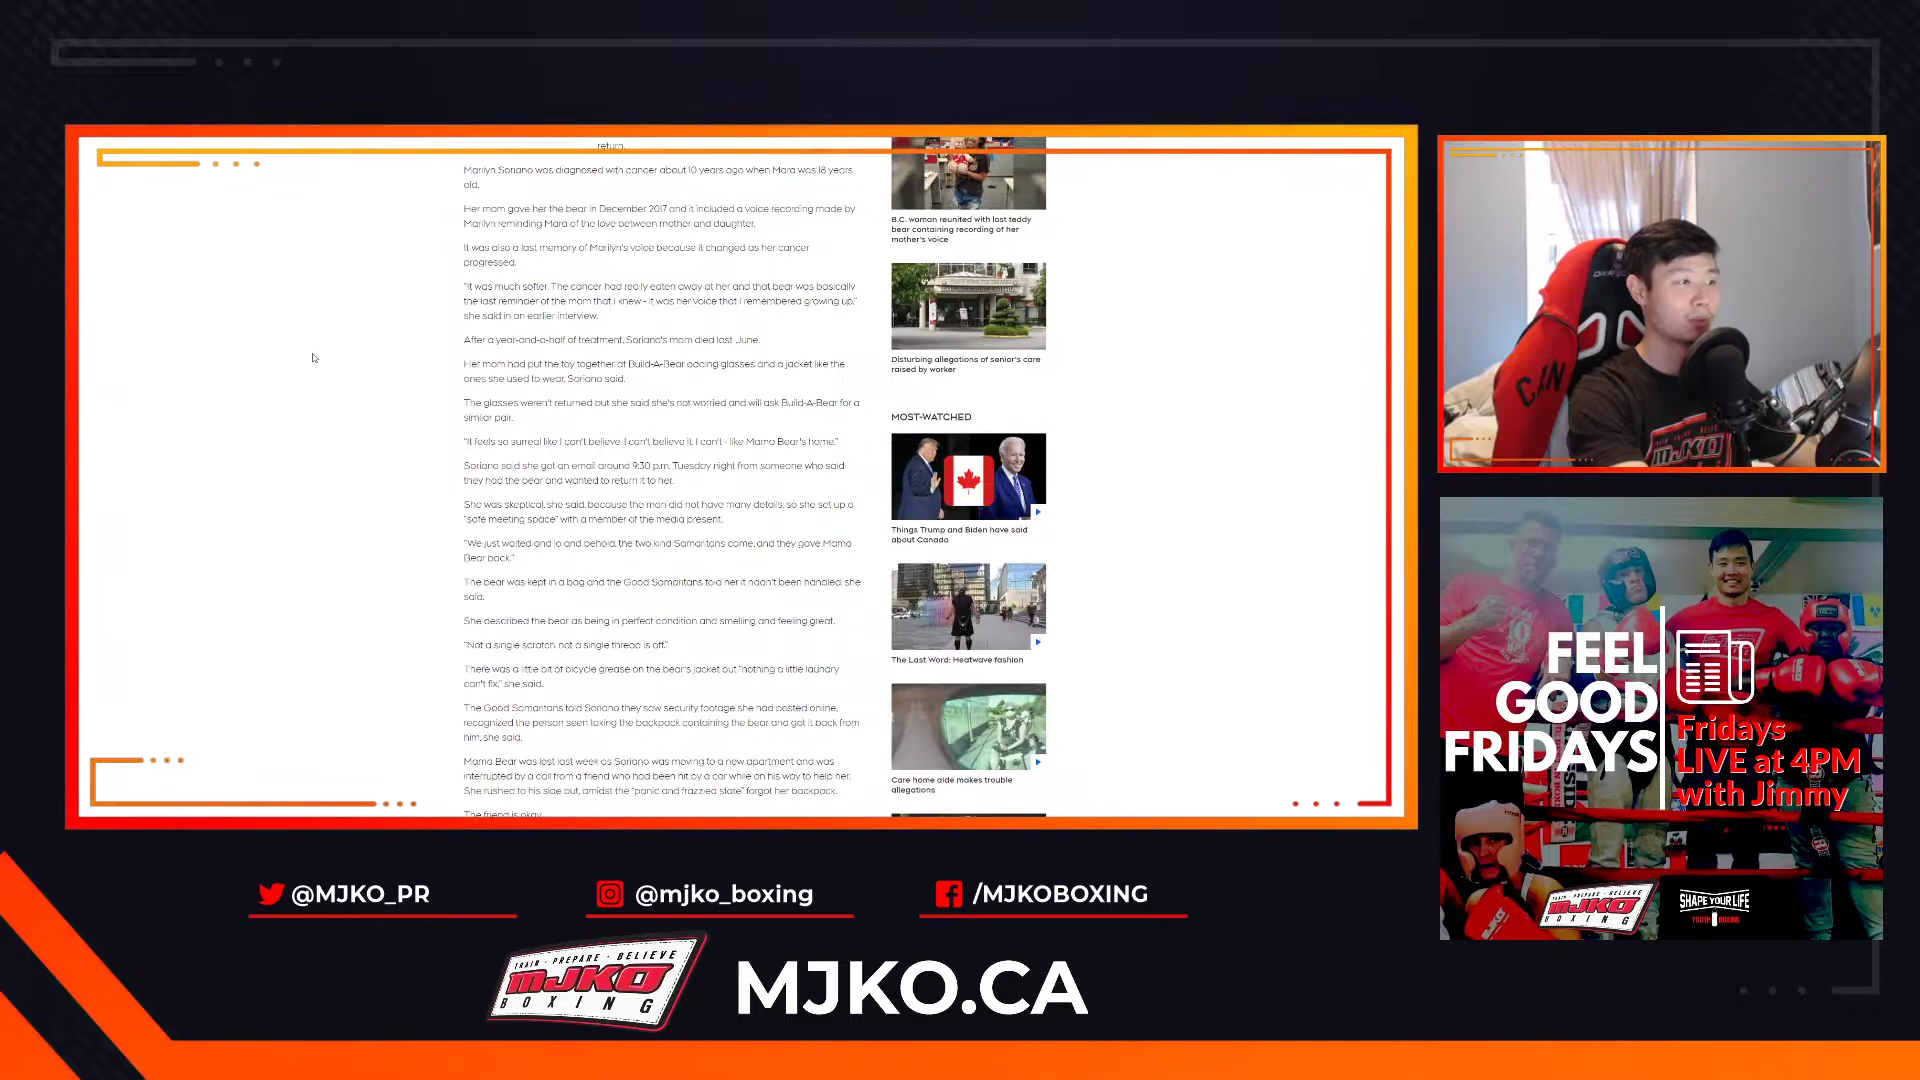 return.
Marilyn Soriano was diagnosed with cancer about 10 years ago when Mara was 18 years
old.
Her mom gave her the bear in December 2017 and it included a voice recording made by
Marilyn reminding Mara of the love between mother and daughter.
It was also a last memory of Marilyn's voice because it changed as her cancer
progressed.
"It was much softer. The cancer had really eaten away at her and that bear was basically
the last reminder of the mom that I knew - it was her voice that I remembered growing up,"
she said in an earlier interview.
After a year-and-a-half of treatment, Soriano's mom died last June.
Her mom had put the toy together at Build-A-Bear adding glasses and a jacket like the
ones she used to wear, Soriano said.
The glasses weren't returned but she said she's not worried and will ask Build-A-Bear for a
similar pair.
"It feels so surreal like I can't believe. I can't believe it. I can't - like Mama Bear's home."
Soriano said she got an email around 9:30 p.m. Tuesday night from someone who said
they had the bear and wanted to return it to her.
She was skeptical, she said, because the man did not have many details, so she set up a
"safe meeting space" with a member of the media present.
"We just waited and lo and behold, the two kind Samaritans came, and they gave Mama
Bear back."
The bear was kept in a bag and the Good Samaritans told her it hadn't been handled, she
said.
She described the bear as being in perfect condition and smelling and feeling great.
"Not a single scratch, not a single thread is off."
There was a little bit of bicycle grease on the bear's jacket but "nothing a little laundry
can't fix," she said.
The Good Samaritans told Soriano they saw security footage she had posted online,
recognized the person seen taking the backpack containing the bear and got it back from
him, she said.
Mama Bear was lost last week as Soriano was moving to a new apartment and was
interrupted by a call from a friend who had been hit by a car while on his way to help her.
She rushed to his side but, amidst the "panic and frazzled state" forgot her backpack.
The friend is okay.
B.C. woman reunited with lost teddy
bear containing recording of her
mother's voice
Disturbing allegations of senior's care
raised by worker
MOST-WATCHED
Things Trump and Biden have said
about Canada
The Last Word: Heatwave fashion
Care home aide makes trouble
allegations
CAN
TRAIN PREPARE BELIEVE
MJKO
FEEL
GOOD
FRIDAYS
Fridays
LIVE at 4PM
with Jimmy
TRAIN · PREPARE · BELIEVE
MJKO
BOXING
SHAPE YOUR LIFE
YOUTH BOXING
@MJKO_PR
@mjko_boxing
/MJKOBOXING
TRAIN · PREPARE · BELIEVE
MJKO
BOXING
MJKO.CA